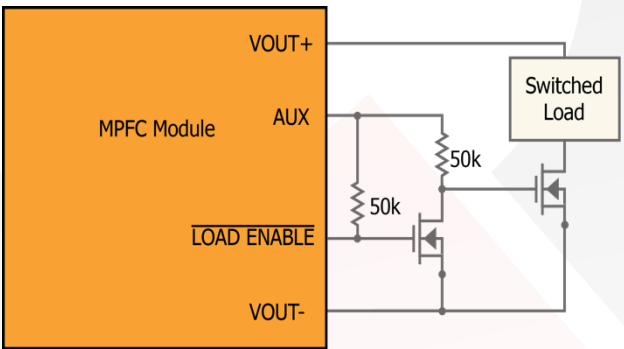 VOUT+
Switched
Load
AUX
MPFC Module
50k
50k
LOAD ENABLE
VOUT-